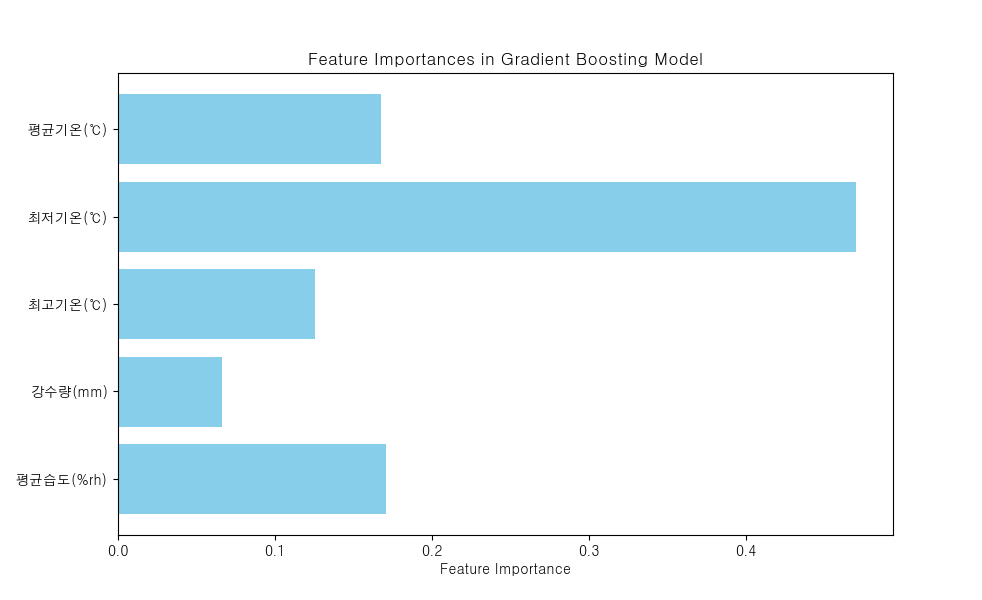 Feature Importances in Gradient Boosting Model
평균기온(℃)
최저기온(℃)
최고기온(℃)
강수량(mm)
평균습도(%rh)
0.0 0.1 0.2 0.3 0.4
Feature Importance